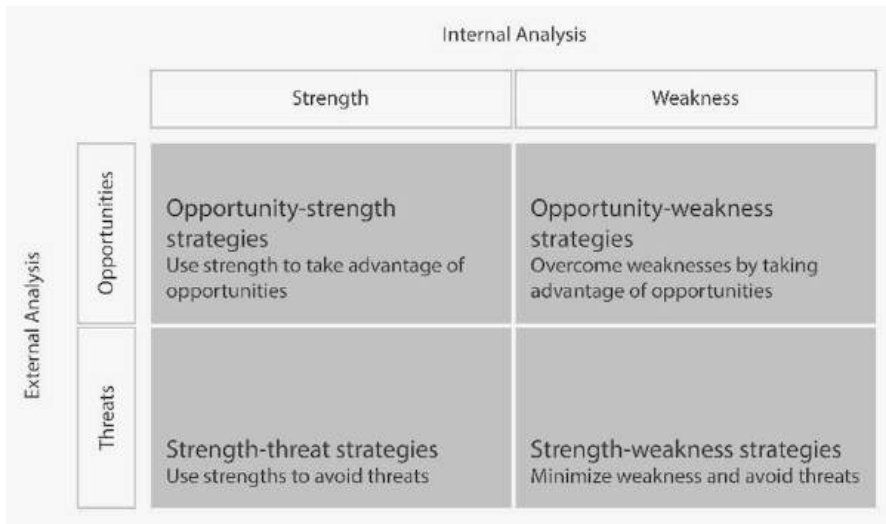 Internal Analysis
Strength
Weakness
External Analysis
Opportunities
Opportunity-strength
strategies
Use strength to take advantage of
opportunities
Opportunity-weakness
strategies
Overcome weaknesses by taking
advantage of opportunities
Threats
Strength-threat strategies
Use strengths to avoid threats
Strength-weakness strategies
Minimize weakness and avoid threats